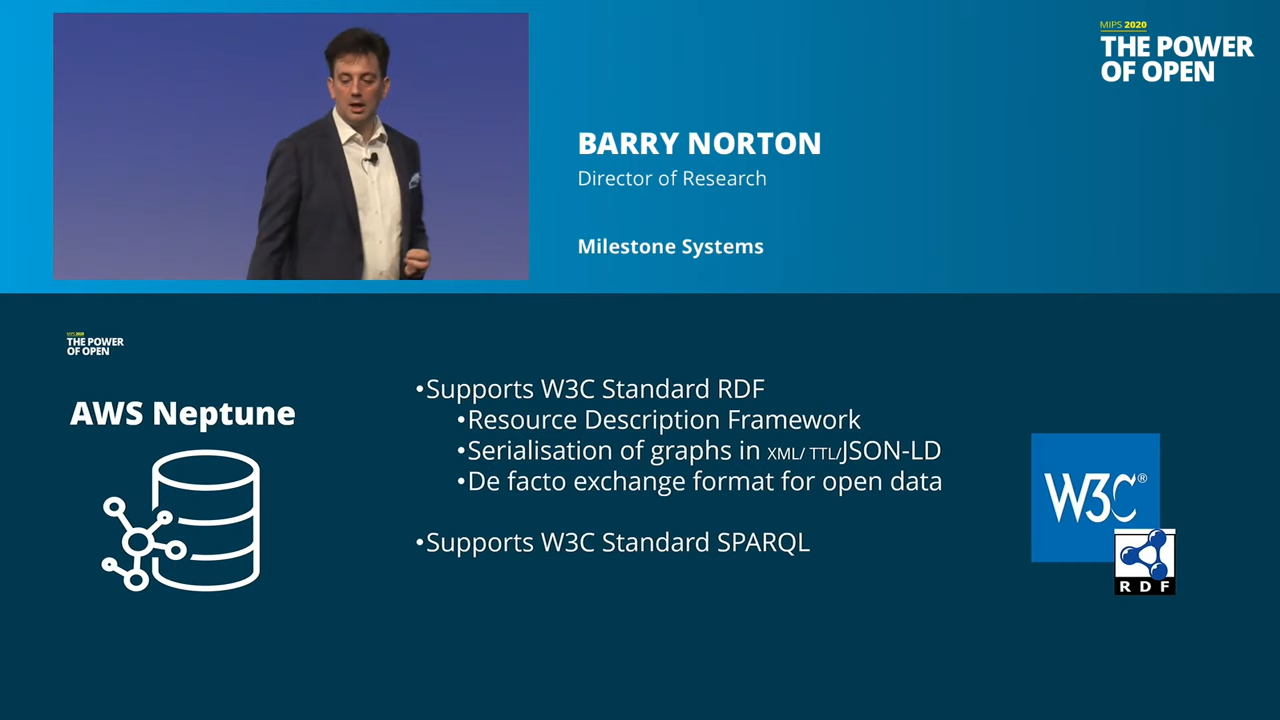 MIPS 2020
THE POWER
OF OPEN
BARRY NORTON
Director of Research
Milestone Systems
MIPS 2020
THE POWER
OF OPEN
AWS Neptune
•Supports W3C Standard RDF
•Resource Description Framework
•Serialisation of graphs in XML/ TTL/JSON-LD
•De facto exchange format for open data
•Supports W3C Standard SPARQL
W3C®
RDF